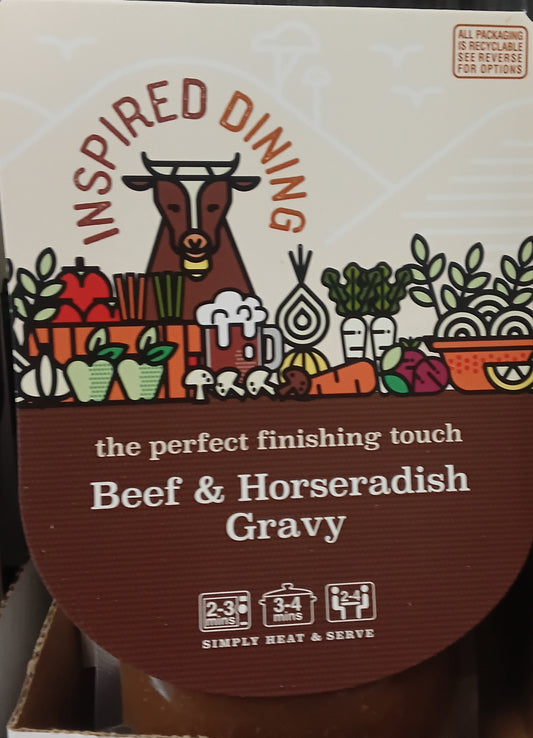 ALL PACKAGING
IS RECYCLABLE
SEE REVERSE
FOR OPTIONS
INSPIRED DINING
the perfect finishing touch
Beef & Horseradish
Gravy
2-3 mins
3-4 mins
2-4
SIMPLY HEAT & SERVE